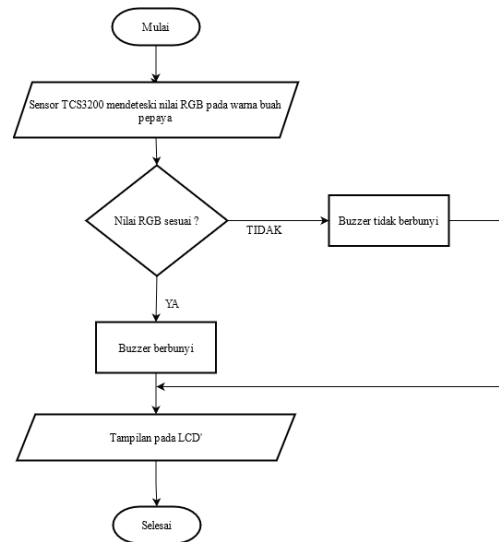 Mulai
Sensor TCS3200 mendeteski nilai RGB pada warna buah
pepaya
Nilai RGB sesuai ?
TIDAK
Buzzer tidak berbunyi
YA
Buzzer berbunyi
Tampilan pada LCD'
Selesai